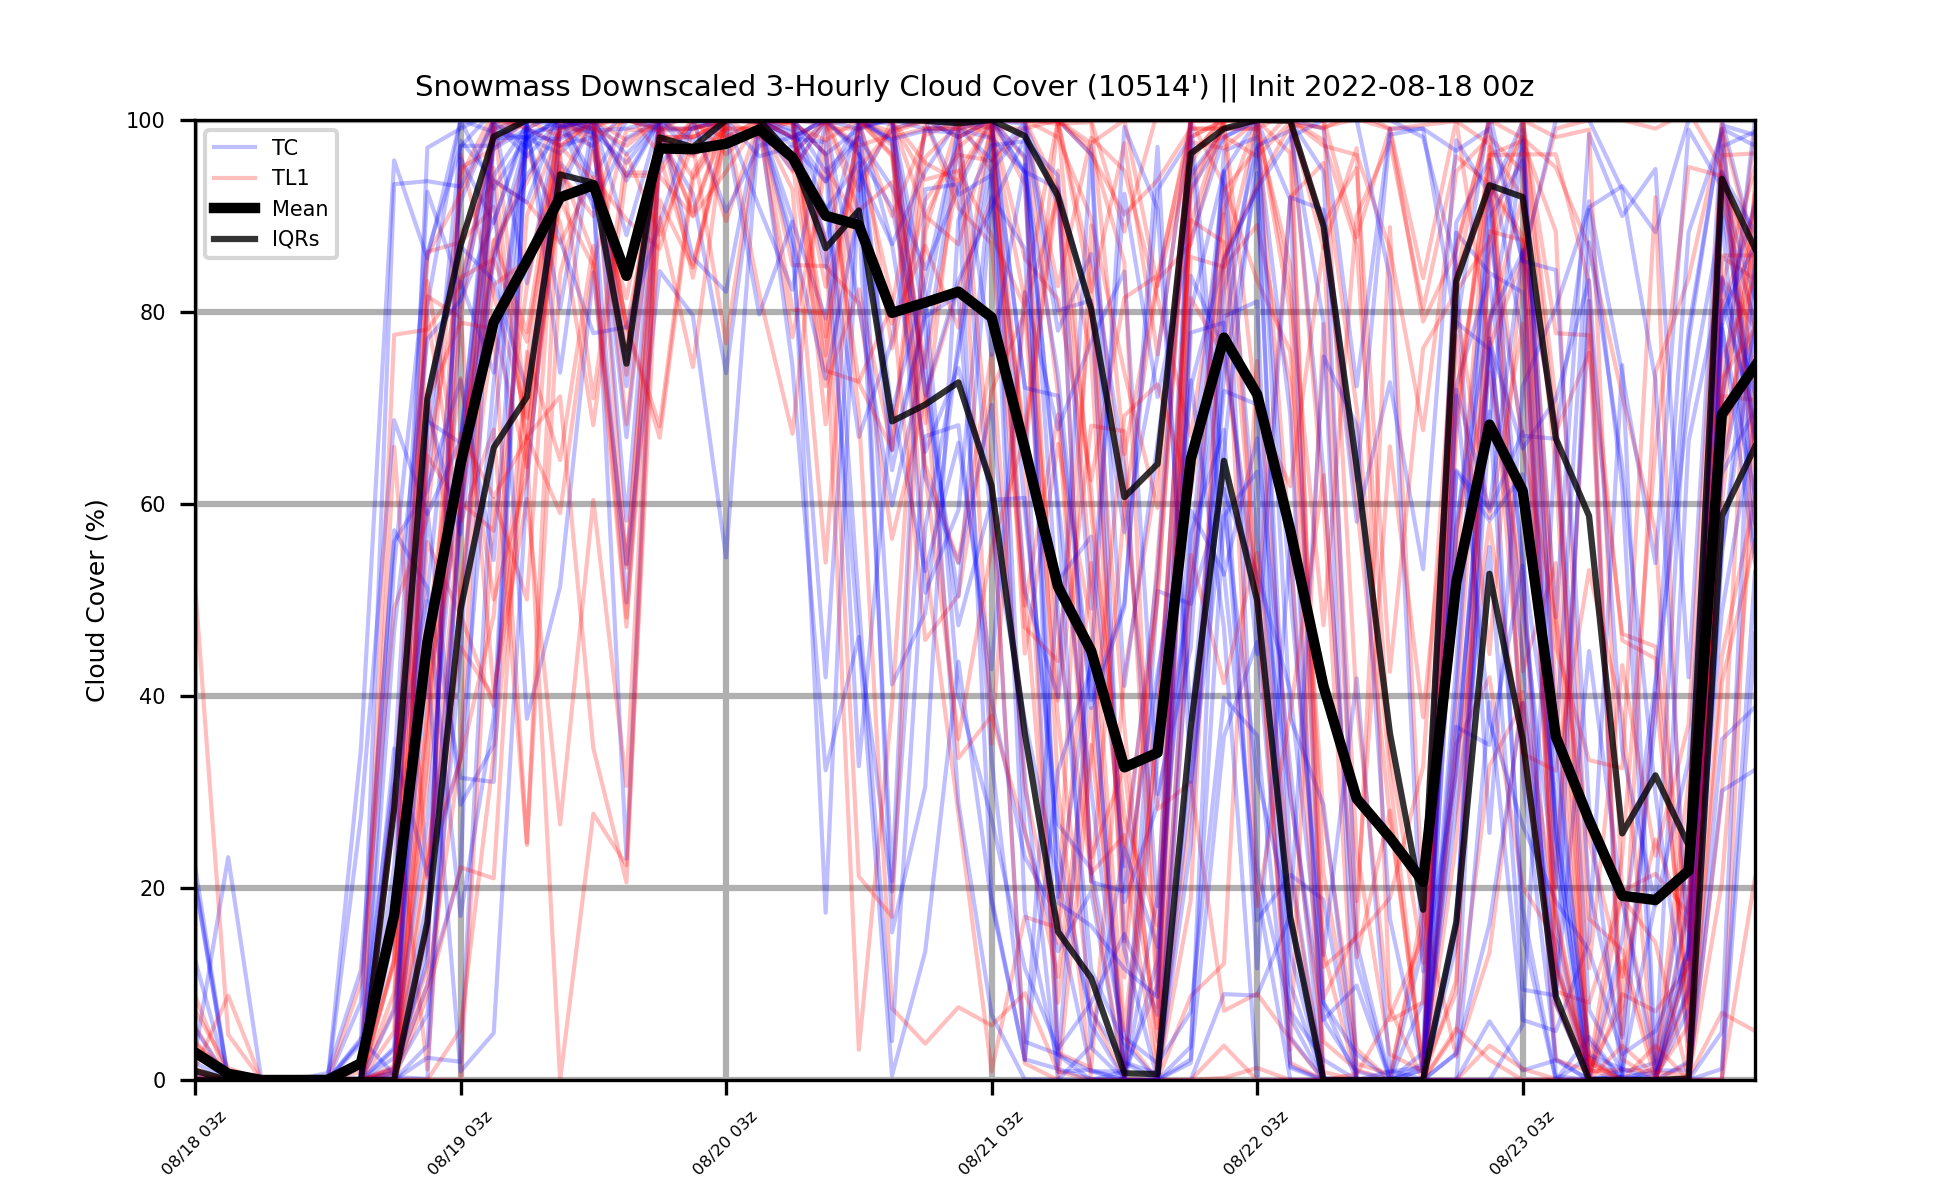 Snowmass Downscaled 3-Hourly Cloud Cover (10514') || Init 2022-08-18 00z
100
80
60
40
20
0
Cloud Cover (%)
TC
TL1
Mean
IQRs
08/18 03z
08/19 03z
08/20 03z
08/21 03z
08/22 03z
08/23 03z